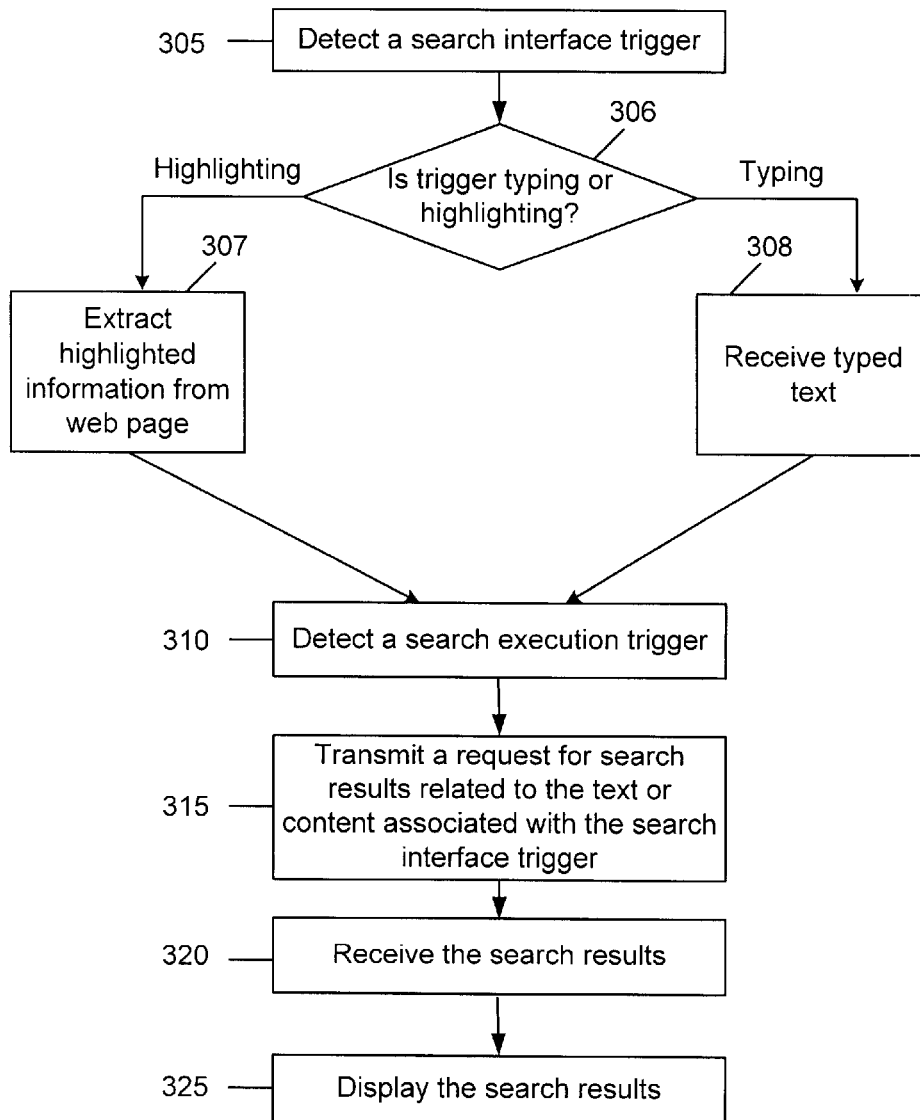 305
Detect a search interface trigger
306
Highlighting
Is trigger typing or
highlighting?
Typing
307
308
Extract
highlighted
information from
web page
Receive typed
text
310
Detect a search execution trigger
315
Transmit a request for search
results related to the text or
content associated with the search
interface trigger
320
Receive the search results
325
Display the search results